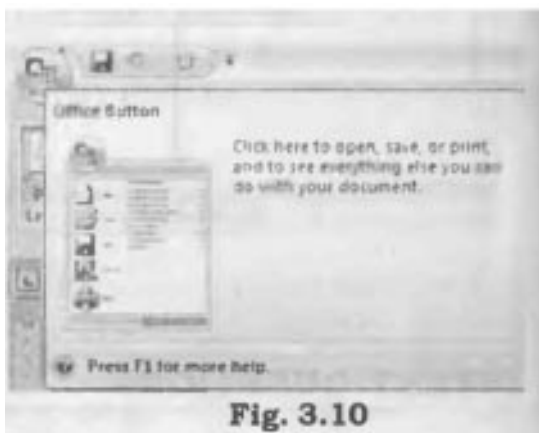 Office Button
Click here to open, save, or print,
and to see everything else you can
do with your document.
Press F1 for more help.
Fig. 3.10